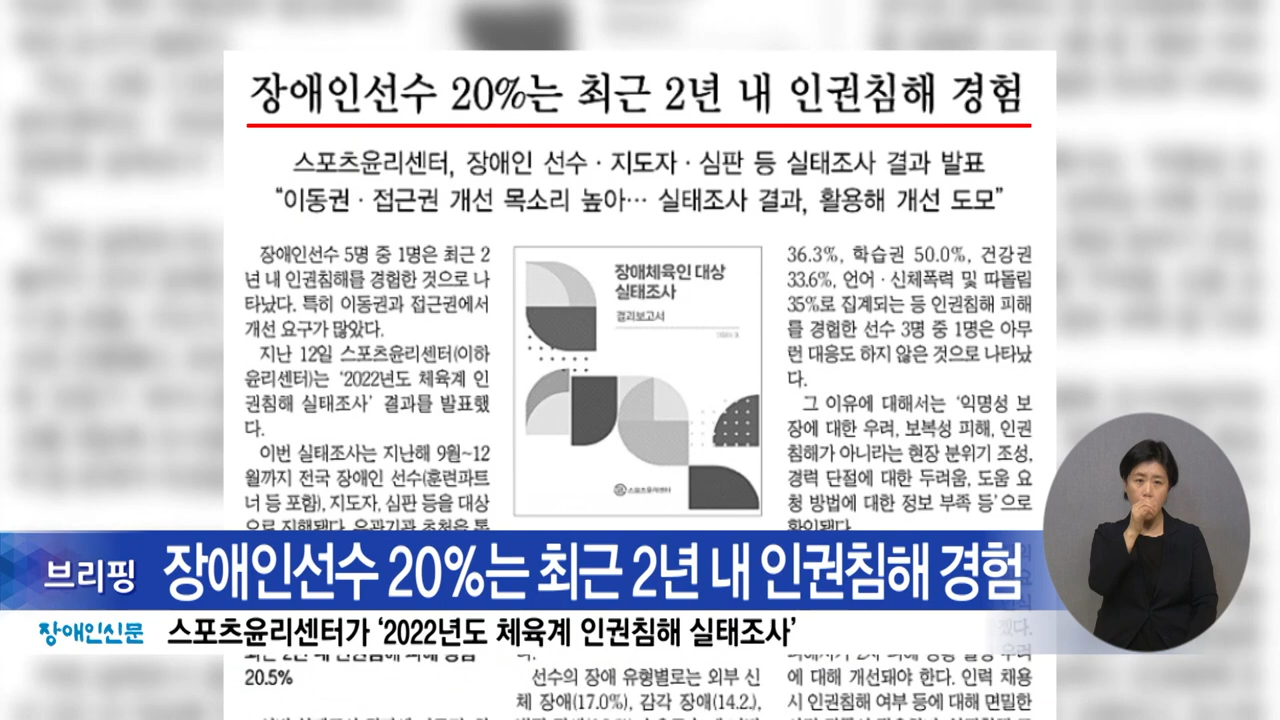 장애인선수 20%는 최근 2년 내 인권침해 경험
스포츠윤리센터, 장애인 선수·지도자·심판 등 실태조사 결과 발표
“이동권·접근권 개선 목소리 높아… 실태조사 결과, 활용해 개선 도모”
장애인선수 5명 중 1명은 최근 2
년 내 인권침해를 경험한 것으로 나
타났다. 특히 이동권과 접근권에서
개선 요구가 많았다.
지난 12일 스포츠윤리센터(이하
윤리센터)는 ‘2022년도 체육계 인
권침해 실태조사’ 결과를 발표했
다.
이번 실태조사는 지난해 9월~12
월까지 전국 장애인 선수(훈련파트
너 등 포함), 지도자, 심판 등을 대상
으로 진행됐다.
장애체육인 대상
실태조사
결과보고서
스포츠윤리센터
36.3%, 학습권 50.0%, 건강권
33.6%, 언어·신체폭력 및 따돌림
35%로 집계되는 등 인권침해 피해
를 경험한 선수 3명 중 1명은 아무
런 대응도 하지 않은 것으로 나타났
다.
그 이유에 대해서는 ‘익명성 보
장에 대한 우려, 보복성 피해, 인권
침해가 아니라는 현장 분위기 조성,
경력 단절에 대한 두려움, 도움 요
청 방법에 대한 정보 부족 등’으로
확인됐다.
브리핑 장애인선수 20%는 최근 2년 내 인권침해 경험
장애인신문 스포츠윤리센터가 ‘2022년도 체육계 인권침해 실태조사’
20.5%
선수의 장애 유형별로는 외부 신
체 장애(17.0%), 감각 장애(14.2.),
에 대해 개선돼야 한다. 인력 채용
시 인권침해 여부 등에 대해 면밀한